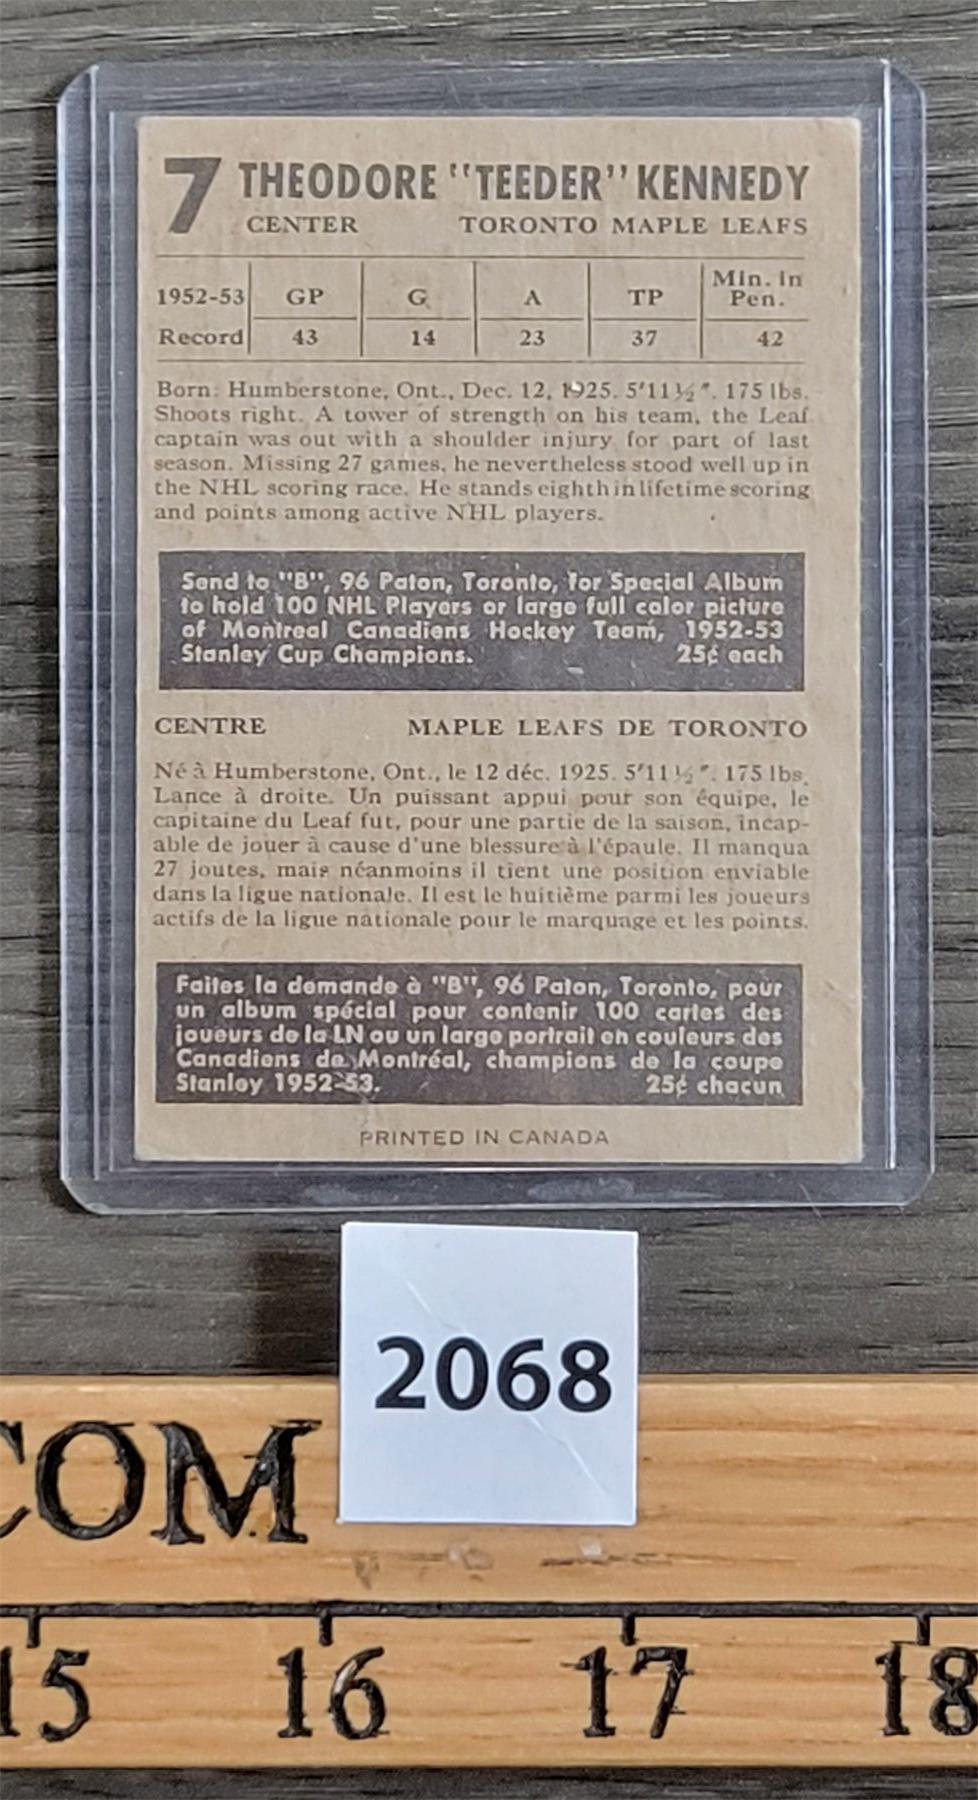 7 THEODORE "TEEDER" KENNEDY
CENTER TORONTO MAPLE LEAFS
1952-53 GP G A TP Min. in Pen.
Record 43 14 23 37 42
Born: Humberstone, Ont., Dec. 12, 1925. 5'11½". 175 lbs.
Shoots right. A tower of strength on his team, the Leaf
captain was out with a shoulder injury for part of last
season. Missing 27 games, he nevertheless stood well up in
the NHL scoring race. He stands eighth in lifetime scoring
and points among active NHL players.
Send to "B", 96 Paton, Toronto, for Special Album
to hold 100 NHL Players or large full color picture
of Montreal Canadiens Hockey Team, 1952-53
Stanley Cup Champions. 25¢ each
CENTRE MAPLE LEAFS DE TORONTO
Né à Humberstone, Ont., le 12 déc. 1925. 5'11½". 175 lbs.
Lance à droite. Un puissant appui pour son équipe, le
capitaine du Leaf fut, pour une partie de la saison, incap-
able de jouer à cause d'une blessure à l'épaule. Il manqua
27 joutes, mais néanmoins il tient une position enviable
dans la ligue nationale. Il est le huitième parmi les joueurs
actifs de la ligue nationale pour le marquage et les points.
Faites la demande à "B", 96 Paton, Toronto, pour
un album spécial pour contenir 100 cartes des
joueurs de la LN ou un large portrait en couleurs des
Canadiens de Montréal, champions de la coupe
Stanley 1952-53. 25¢ chacun
PRINTED IN CANADA
2068
COM
15 16 17 18